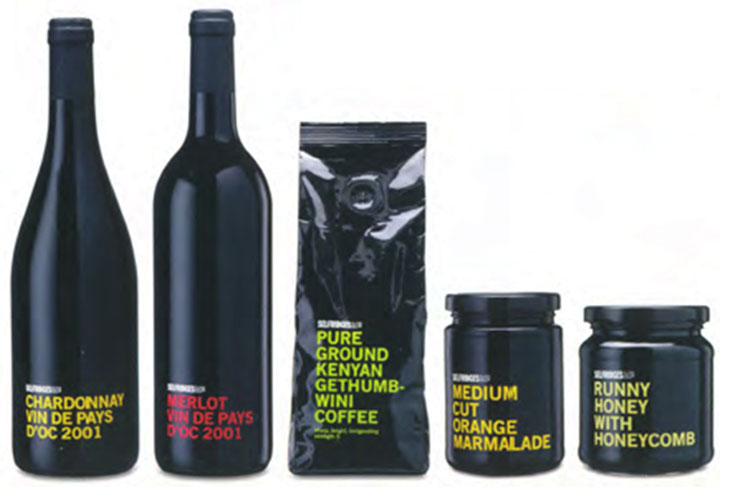 SELFRIDGES&CO
CHARDONNAY
VIN DE PAYS
D'OC 2001
SELFRIDGES&CO
MERLOT
VIN DE PAYS
D'OC 2001
SELFRIDGES&CO
PURE
GROUND
KENYAN
GETHUMB-
WINI
COFFEE
SELFRIDGES&CO
MEDIUM
CUT
ORANGE
MARMALADE
SELFRIDGES&CO
RUNNY
HONEY
WITH
HONEYCOMB